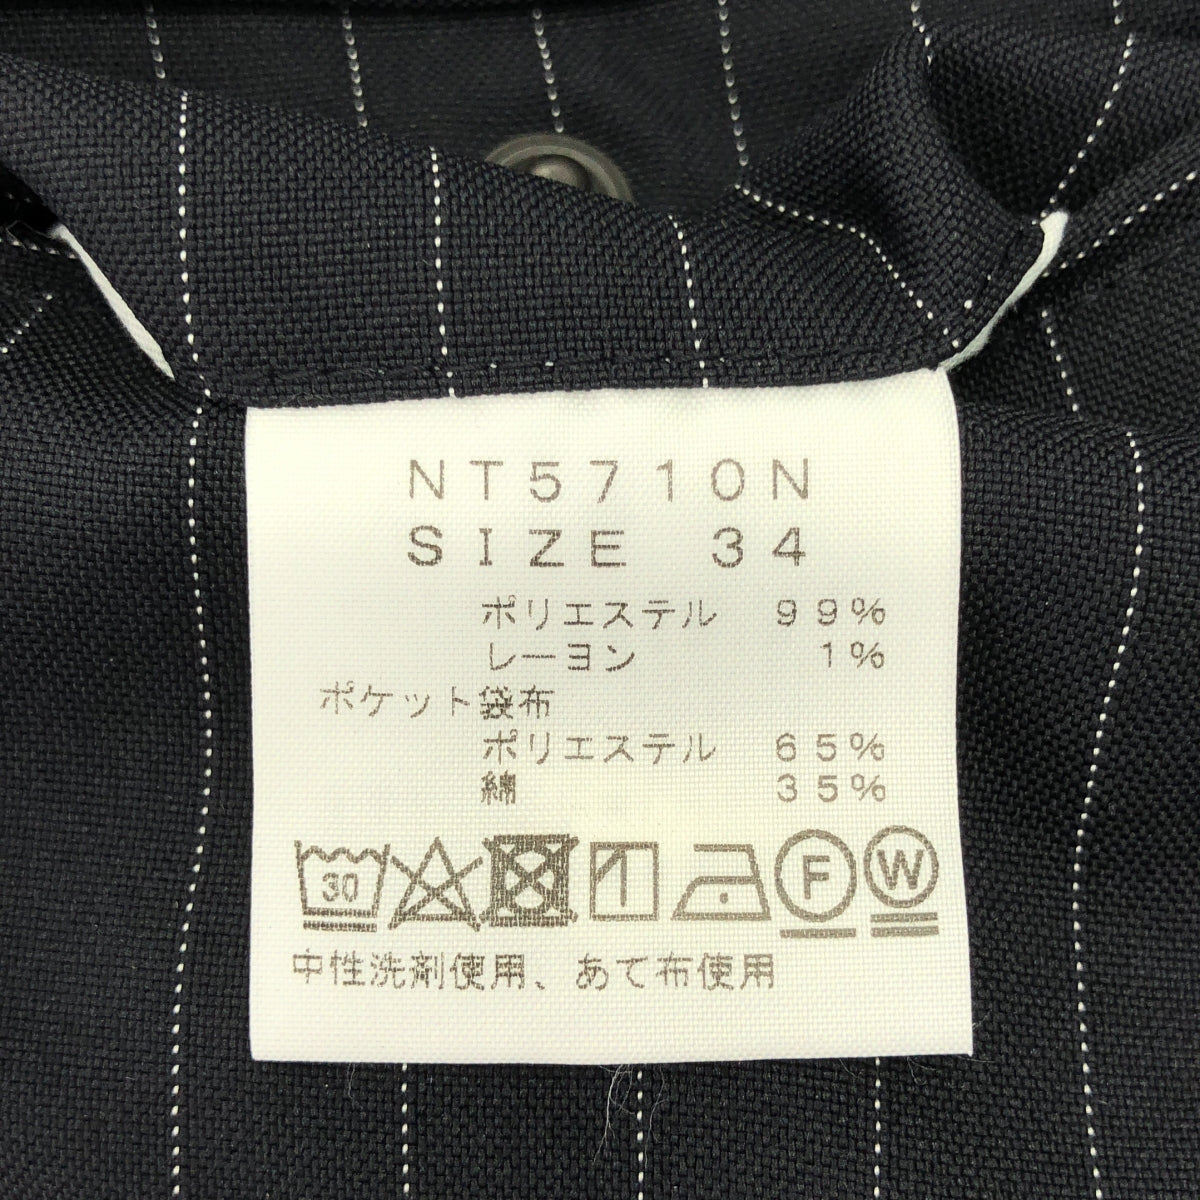 NT5710N
SIZE 34
ポリエステル 99%
レーヨン 1%
ポケット袋布
ポリエステル 65%
綿 35%
30 F W
中性洗剤使用、あて布使用